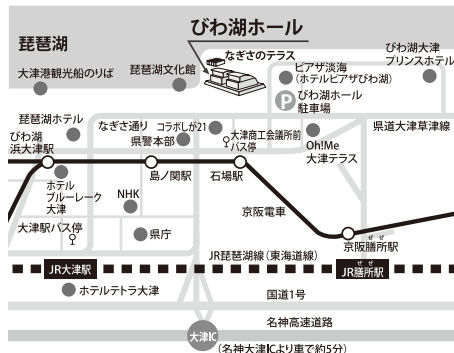 びわ湖ホール
琵琶湖
なぎさのテラス
びわ湖大津
プリンスホテル
ピアザ淡海
(ホテルピアザびわ湖)
琵琶湖文化館
大津港観光船のりば
P
びわ湖ホール
駐車場
琵琶湖ホテル
なぎさ通り
コラボしが21
県警本部
大津商工会議所前
バス停
県道大津草津線
Oh!Me
大津テラス
びわ湖
浜大津駅
島ノ関駅
石場駅
ホテル
ブルーレーク
大津
NHK
京阪電車
大津駅バス停
県庁
ぜぜ
京阪膳所駅
JR琵琶湖線(東海道線)
JR大津駅
ぜぜ
JR膳所駅
ホテルテトラ大津
国道1号
名神高速道路
大津IC
(名神大津ICより車で約5分)